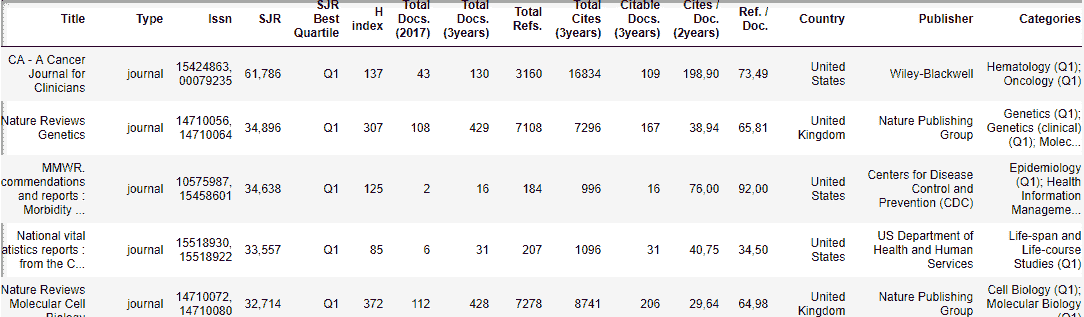 Title Type Issn SJR SJR Best Quartile H index Total Docs. (2017) Total Docs. (3years) Total Refs. Total Cites (3years) Citable Docs. (3years) Cites / Doc. (2years) Ref. / Doc. Country Publisher Categories
CA - A Cancer Journal for Clinicians journal 15424863, 00079235 61,786 Q1 137 43 130 3160 16834 109 198,90 73,49 United States Wiley-Blackwell Hematology (Q1); Oncology (Q1)
Nature Reviews Genetics journal 14710056, 14710064 34,896 Q1 307 108 429 7108 7296 167 38,94 65,81 United Kingdom Nature Publishing Group Genetics (Q1); Genetics (clinical) (Q1); Molec...
MMWR. commendations and reports : Morbidity ... journal 10575987, 15458601 34,638 Q1 125 2 16 184 996 16 76,00 92,00 United States Centers for Disease Control and Prevention (CDC) Epidemiology (Q1); Health Information Manageme...
National vital atistics reports : from the C... journal 15518930, 15518922 33,557 Q1 85 6 31 207 1096 31 40,75 34,50 United States US Department of Health and Human Services Life-span and Life-course Studies (Q1)
Nature Reviews Molecular Cell Biology journal 14710072, 14710080 32,714 Q1 372 112 428 7278 8741 206 29,64 64,98 United Kingdom Nature Publishing Group Cell Biology (Q1); Molecular Biology (Q1)